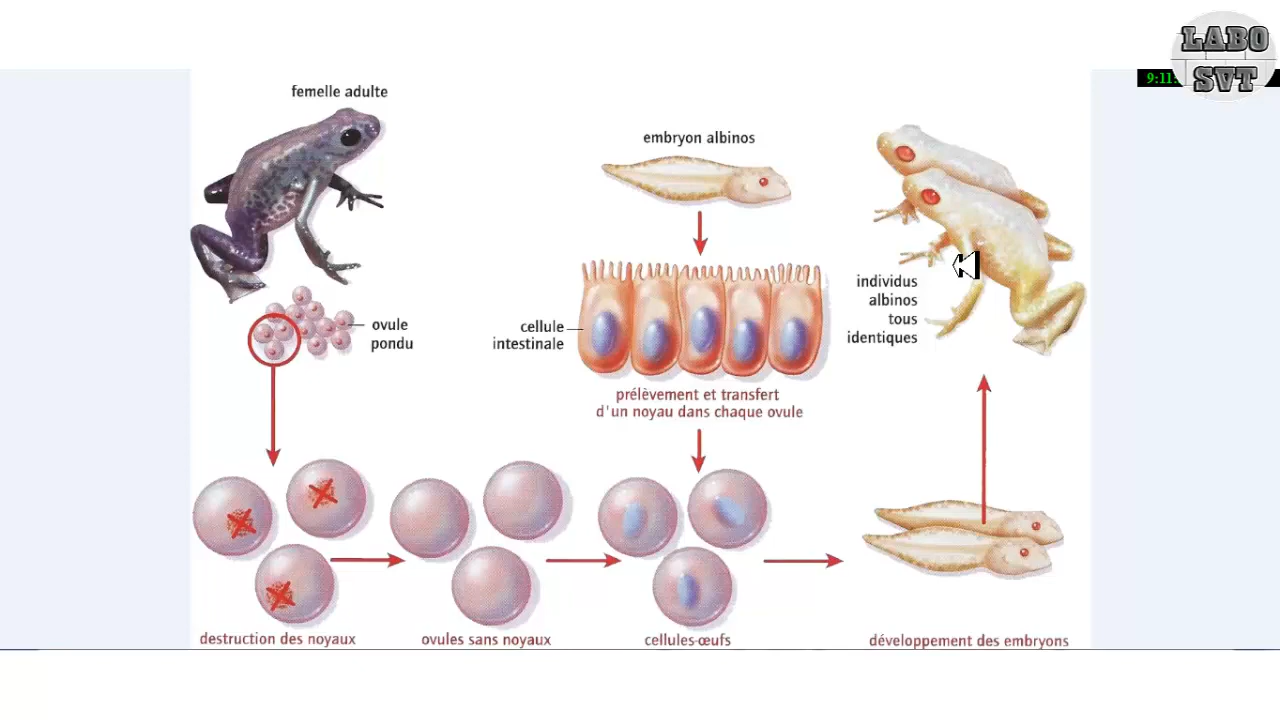 LABO
SVT
9:11:
femelle adulte
ovule
pondu
embryon albinos
cellule
intestinale
prélèvement et transfert
d'un noyau dans chaque ovule
individus
albinos
tous
identiques
destruction des noyaux
ovules sans noyaux
cellules-œufs
développement des embryons